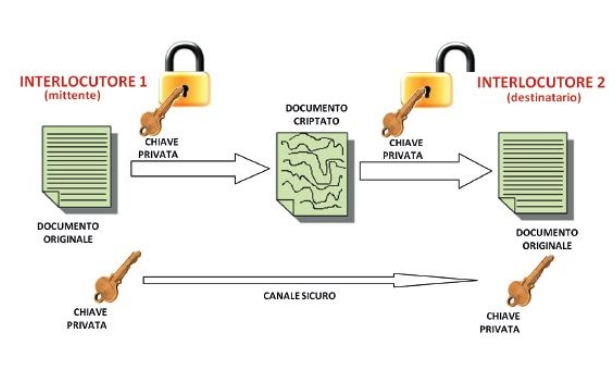 INTERLOCUTORE 1
(mittente)
INTERLOCUTORE 2
(destinatario)
DOCUMENTO
CRIPTATO
CHIAVE
PRIVATA
CHIAVE
PRIVATA
DOCUMENTO
ORIGINALE
DOCUMENTO
ORIGINALE
CHIAVE
PRIVATA
CANALE SICURO
CHIAVE
PRIVATA